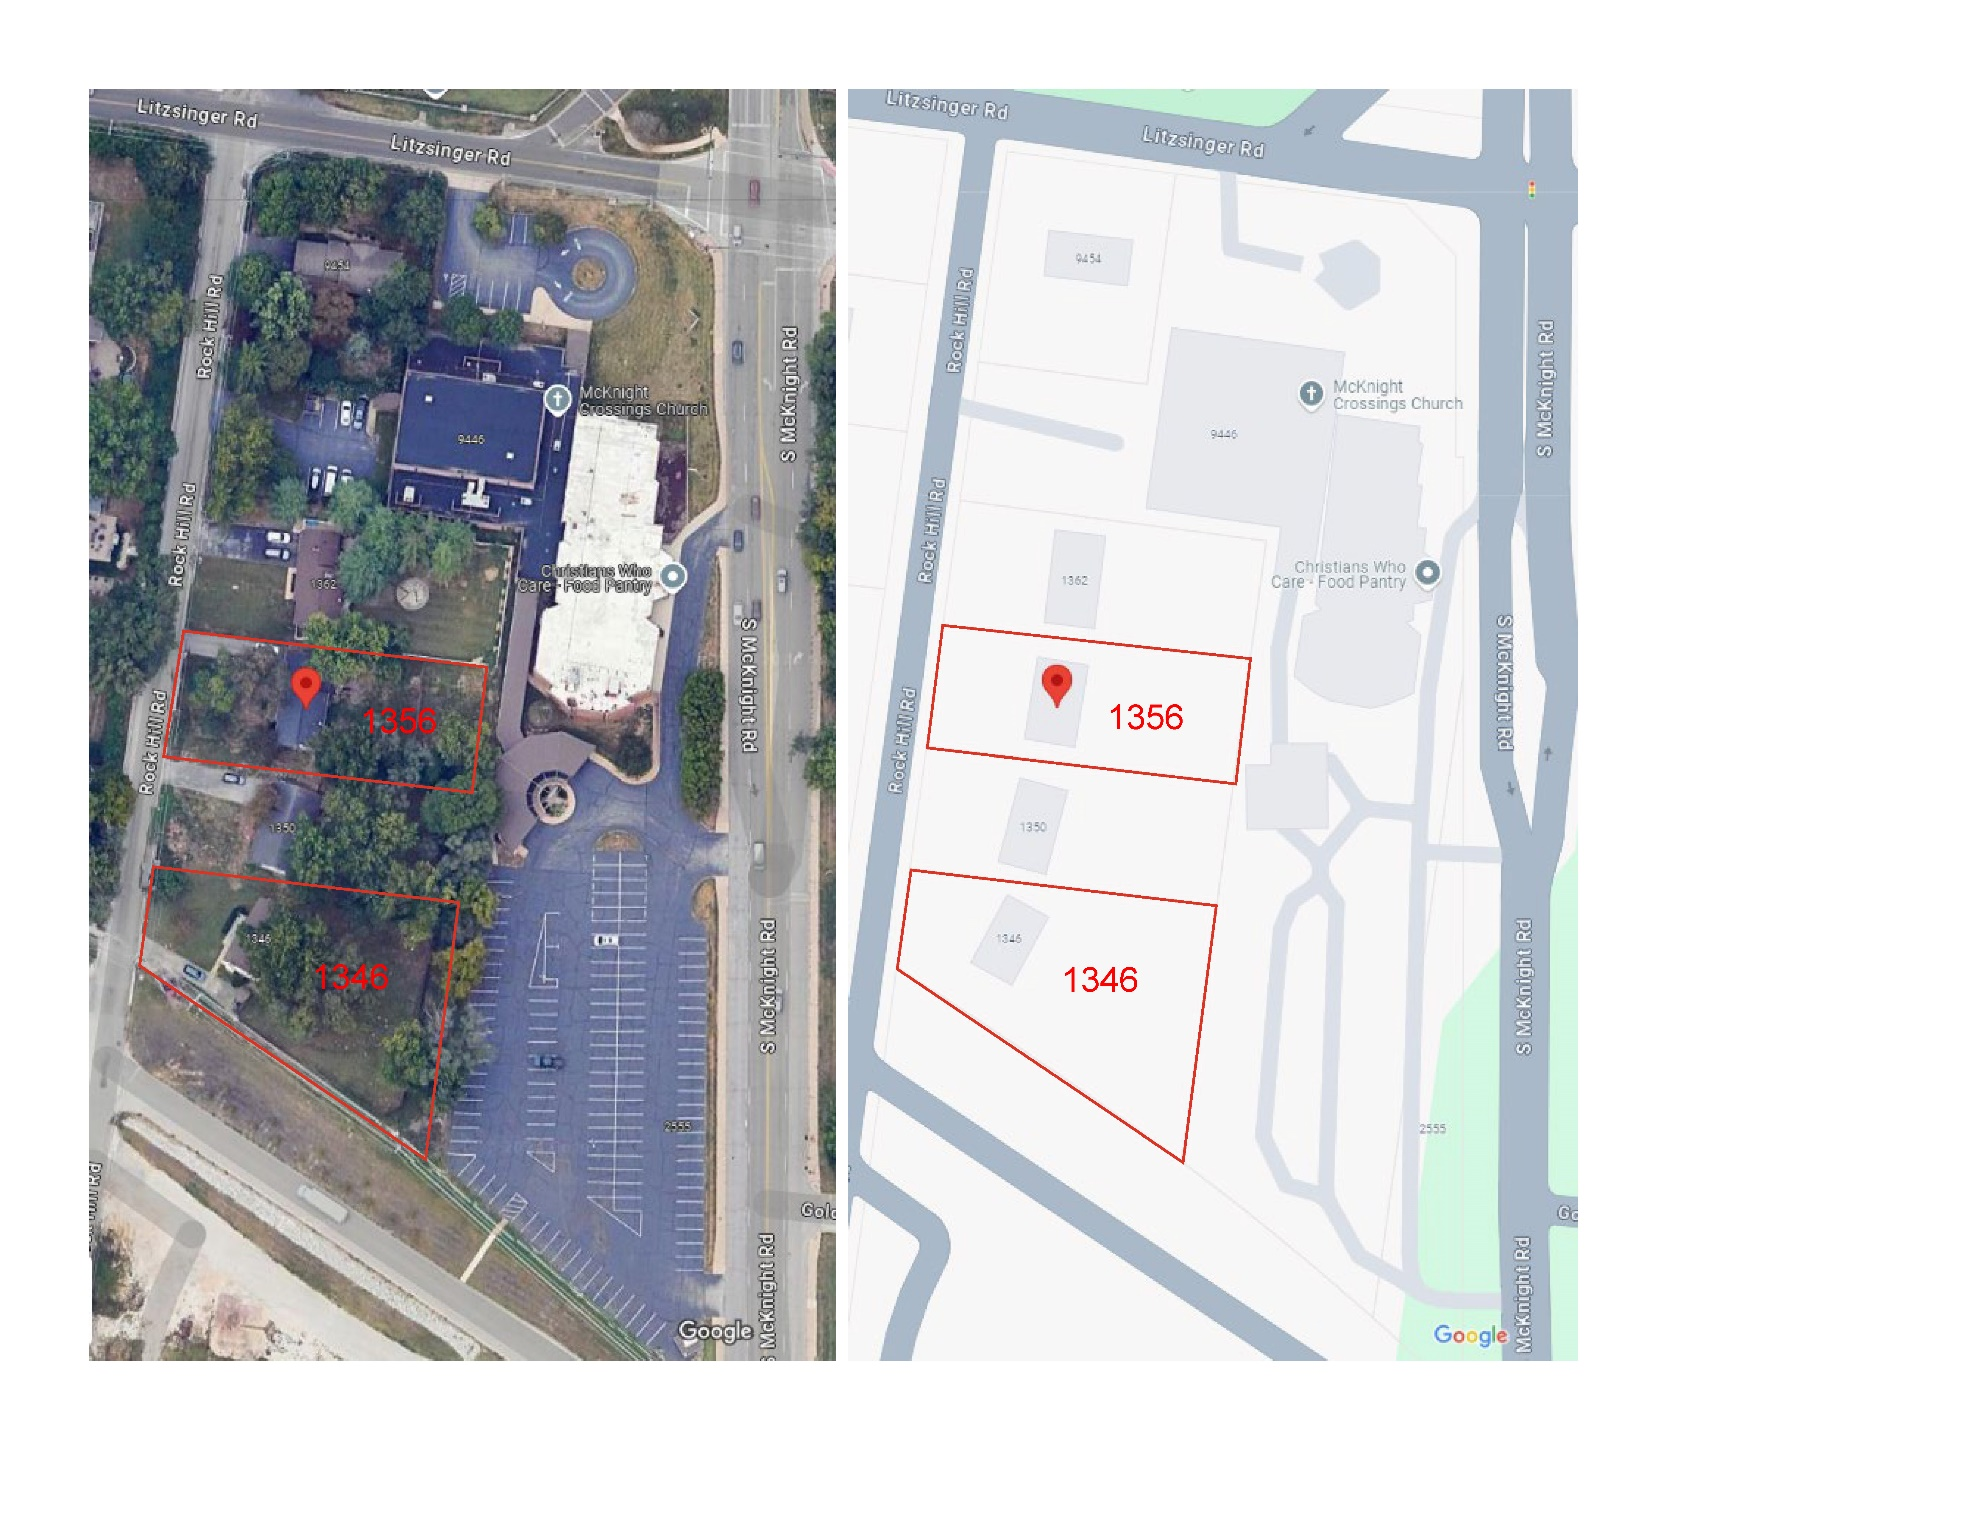 Litzsinger Rd
Litzsinger Rd
9454
Rock Hill Rd
S McKnight Rd
McKnight
Crossings Church
9446
Rock Hill Rd
Christians Who
Care - Food Pantry
1362
S McKnight Rd
1356
Rock Hill Rd
1350
1346
1346
S McKnight Rd
2555
Golc
S McKnight Rd
Google
Litzsinger Rd
Litzsinger Rd
9454
Rock Hill Rd
S McKnight Rd
McKnight
Crossings Church
9446
Rock Hill Rd
Christians Who
Care - Food Pantry
1362
S McKnight Rd
1356
Rock Hill Rd
1350
1346
1346
S McKnight Rd
2555
Go
McKnight Rd
Google